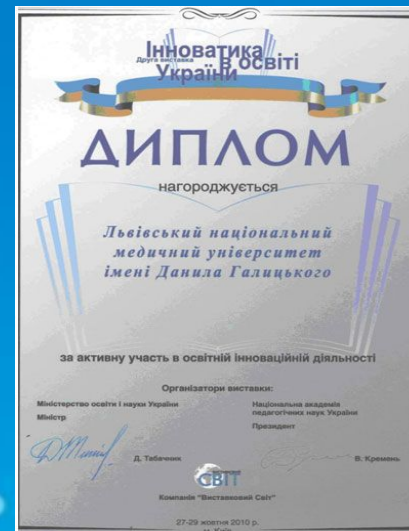 Інноватика
Друга виставка
в освіті
України
ДИПЛОМ
нагороджується
Львівський національний
медичний університет
імені Данила Галицького
за активну участь в освітній інноваційній діяльності
Організатори виставки:
Міністерство освіти і науки України
Міністр
Національна академія
педагогічних наук України
Президент
Д. Табачник
В. Кремень
СВІТ
Компанія "Виставковий Світ"
27-29 жовтня 2010 р.
м. Київ